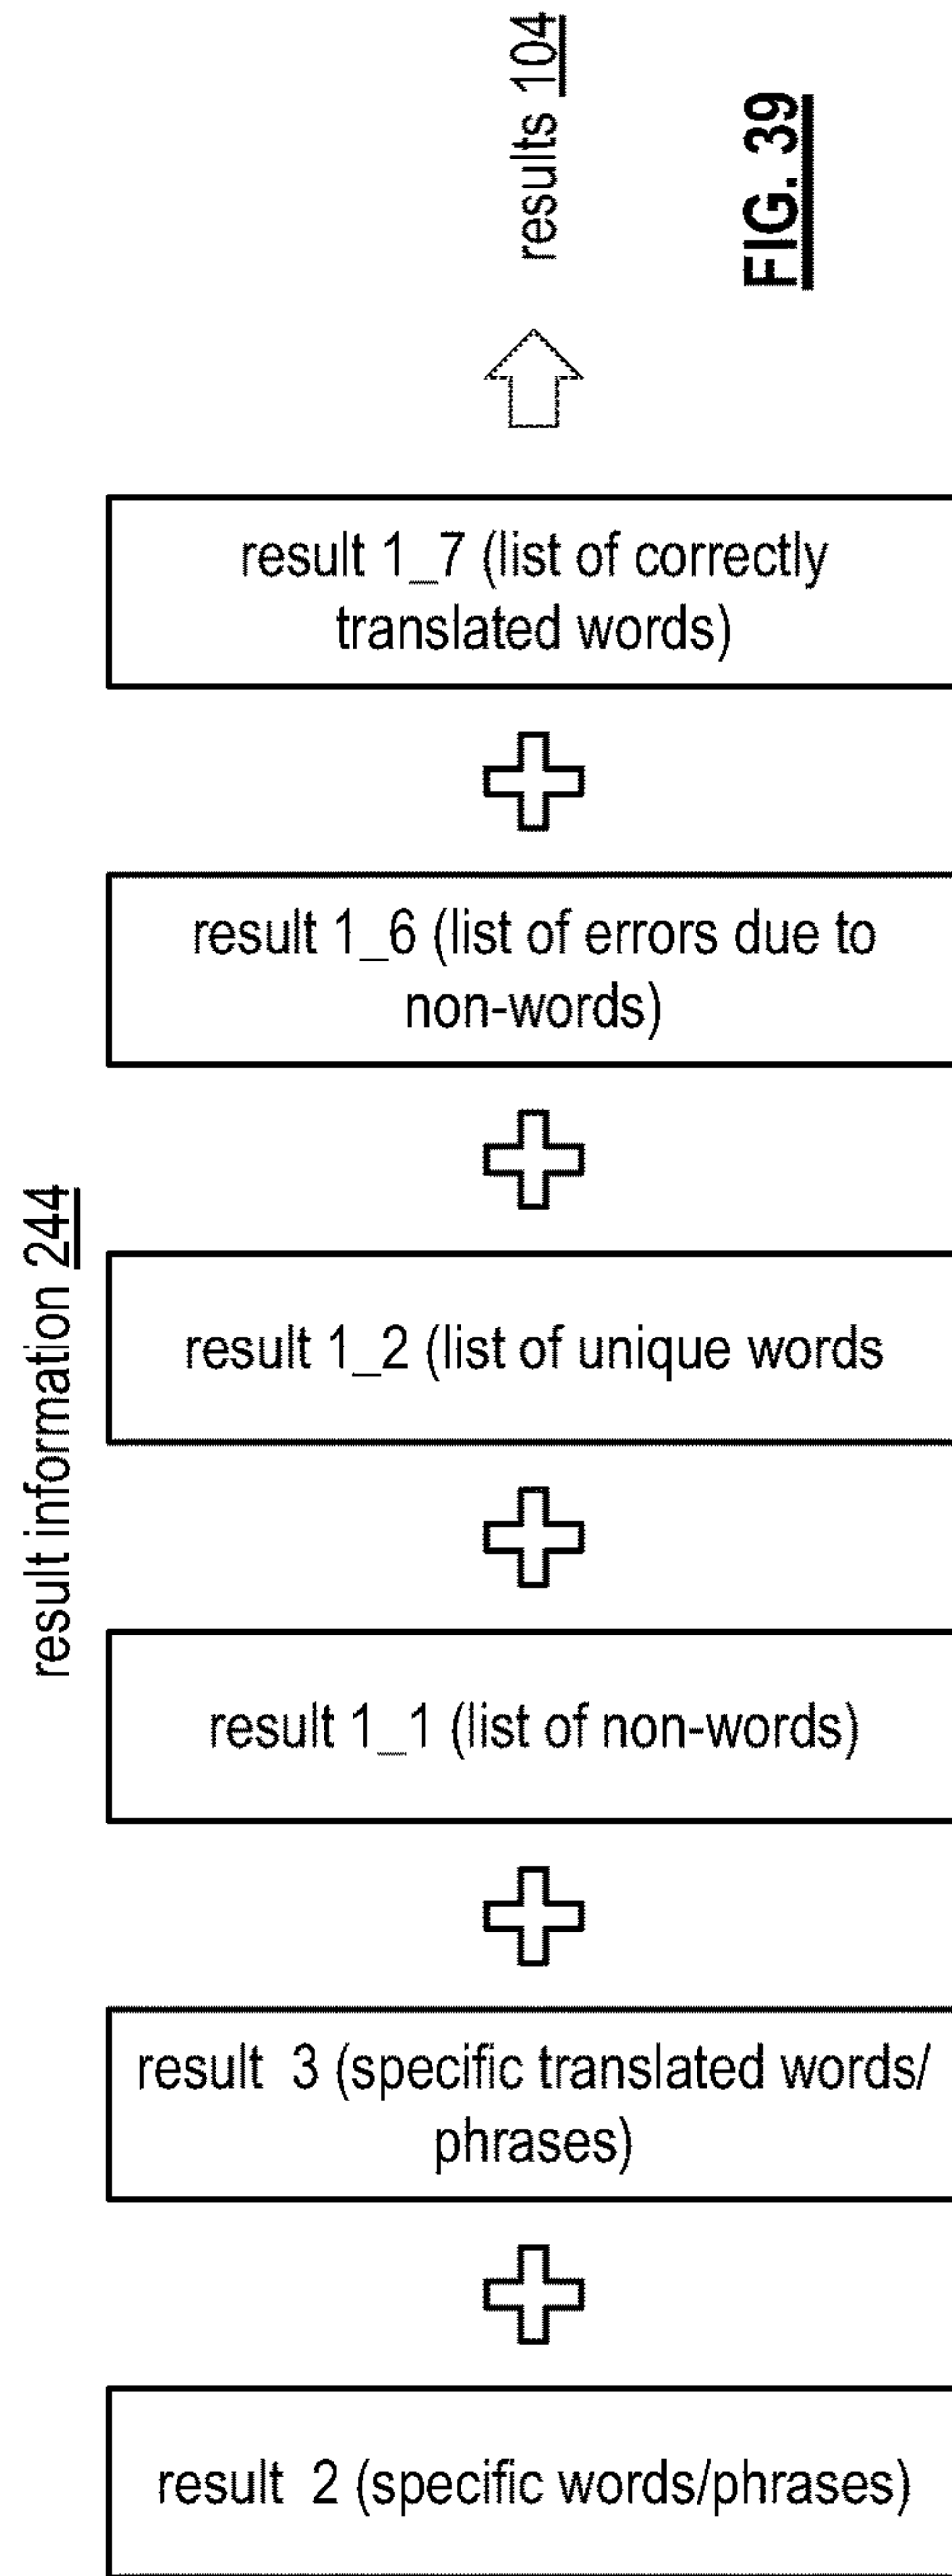 result information 244
result 2 (specific words/phrases)
result 3 (specific translated words/
phrases)
result 1_1 (list of non-words)
result 1_2 (list of unique words
result 1_6 (list of errors due to
non-words)
result 1_7 (list of correctly
translated words)
results 104
FIG. 39